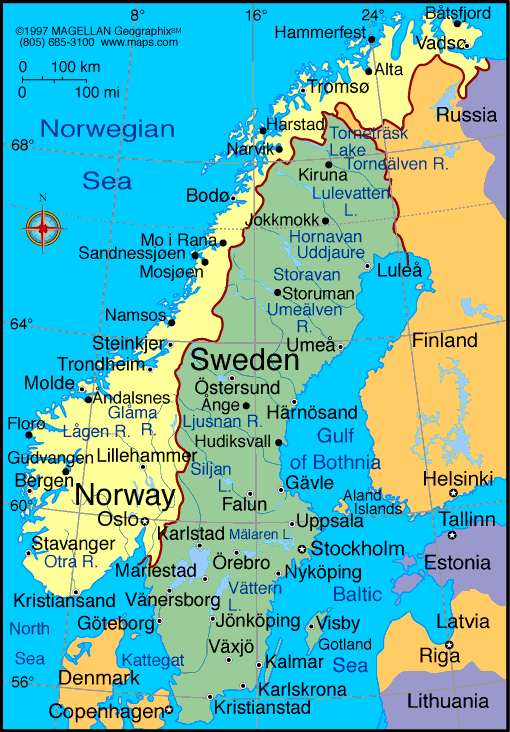 8°
16°
24°
©1997 MAGELLAN Geographix℠
(805) 685-3100 www.maps.com
0 100 km
0 100 mi
Båtsfjord
Hammerfest
Vadsø
Alta
Tromsø
Russia
Norwegian
Sea
Harstad
Torneträsk
Lake
68°
Narvik
Torneälven R.
Kiruna
Lulevatten
L.
Bodø
N
Jokkmokk
Hornavan
Uddjaure
Mo i Rana
Sandnessjøen
Mosjøen
Luleå
Storavan
Storuman
Umeälven
R.
Namsos
64°
Steinkjer
Umeå
Finland
Trondheim
Sweden
Molde
Östersund
Andalsnes
Ånge
Härnösand
Glåma
R.
Florø
Lågen R.
Ljusnan R.
Hudiksvall
Gulf
of Bothnia
Gudvangen
Lillehammer
Siljan
L.
Bergen
Gävle
Helsinki
Norway
Falun
Aland
Islands
60°
Oslo
Uppsala
Tallinn
Karlstad
Mälaren L.
Stavanger
Stockholm
Otra R.
Örebro
Estonia
Mariestad
Nyköping
Kristiansand
Vänersborg
Vättern
L.
Baltic
Göteborg
Jönköping
Visby
Latvia
North
Sea
Gotland
Växjö
Riga
Kattegat
Kalmar
Sea
Denmark
56°
Karlskrona
Lithuania
Copenhagen
Kristianstad